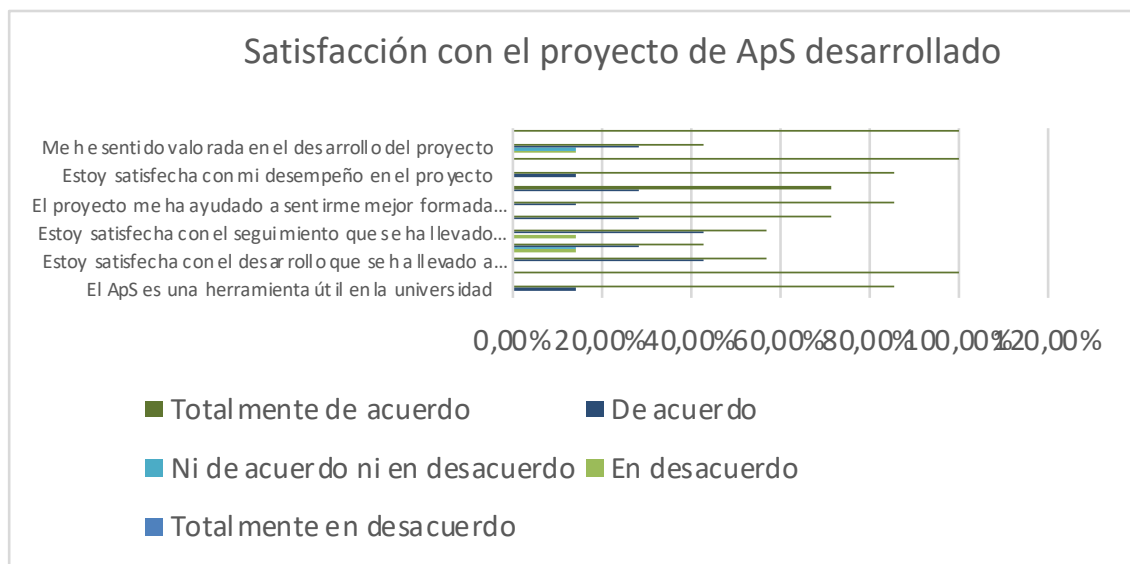 Satisfacción con el proyecto de ApS desarrollado
Me he sentido valorada en el desarrollo del proyecto
Estoy satisfecha con mi desempeño en el proyecto
El proyecto me ha ayudado a sentirme mejor formada...
Estoy satisfecha con el seguimiento que se ha llevado...
Estoy satisfecha con el desarrollo que se ha llevado a...
El ApS es una herramienta útil en la universidad
0,00% 20,00% 40,00% 60,00% 80,00% 100,00% 120,00%
Totalmente de acuerdo De acuerdo
Ni de acuerdo ni en desacuerdo En desacuerdo
Totalmente en desacuerdo